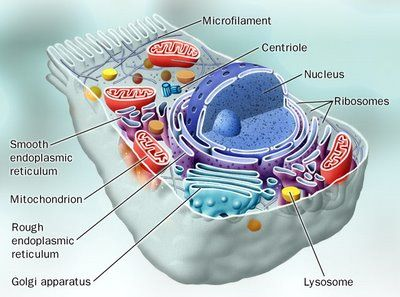 Microfilament
Centriole
Nucleus
Ribosomes
Smooth
endoplasmic
reticulum
Mitochondrion
Rough
endoplasmic
reticulum
Golgi apparatus
Lysosome